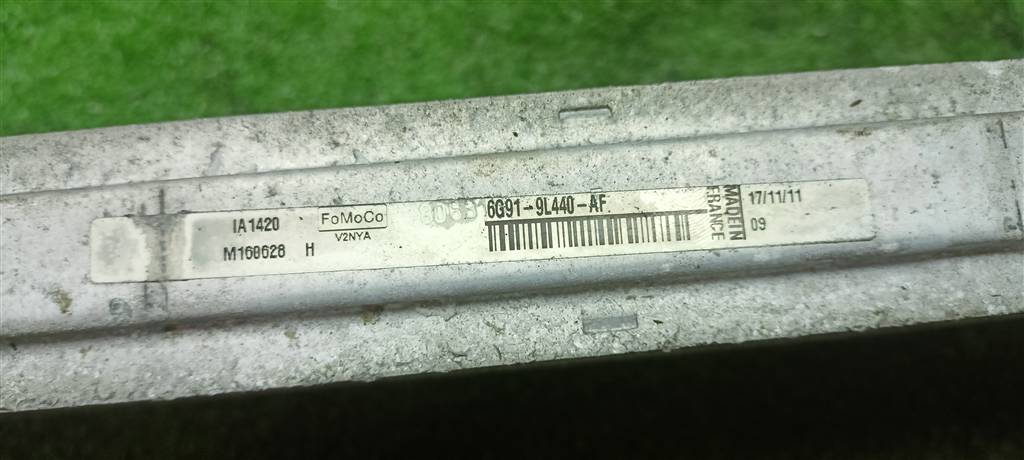 IA1420
M160628 H
FoMoCo
V2NYA
6G91-9L440-AF
MADE IN
FRANCE
17/11/11
09